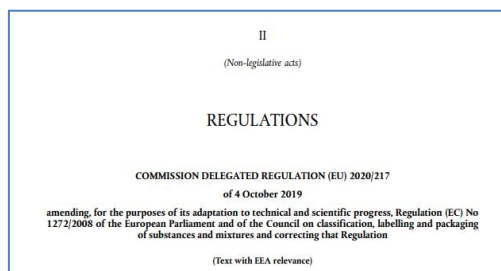 II
(Non-legislative acts)
REGULATIONS
COMMISSION DELEGATED REGULATION (EU) 2020/217
of 4 October 2019
amending, for the purposes of its adaptation to technical and scientific progress, Regulation (EC) No
1272/2008 of the European Parliament and of the Council on classification, labelling and packaging
of substances and mixtures and correcting that Regulation
(Text with EEA relevance)